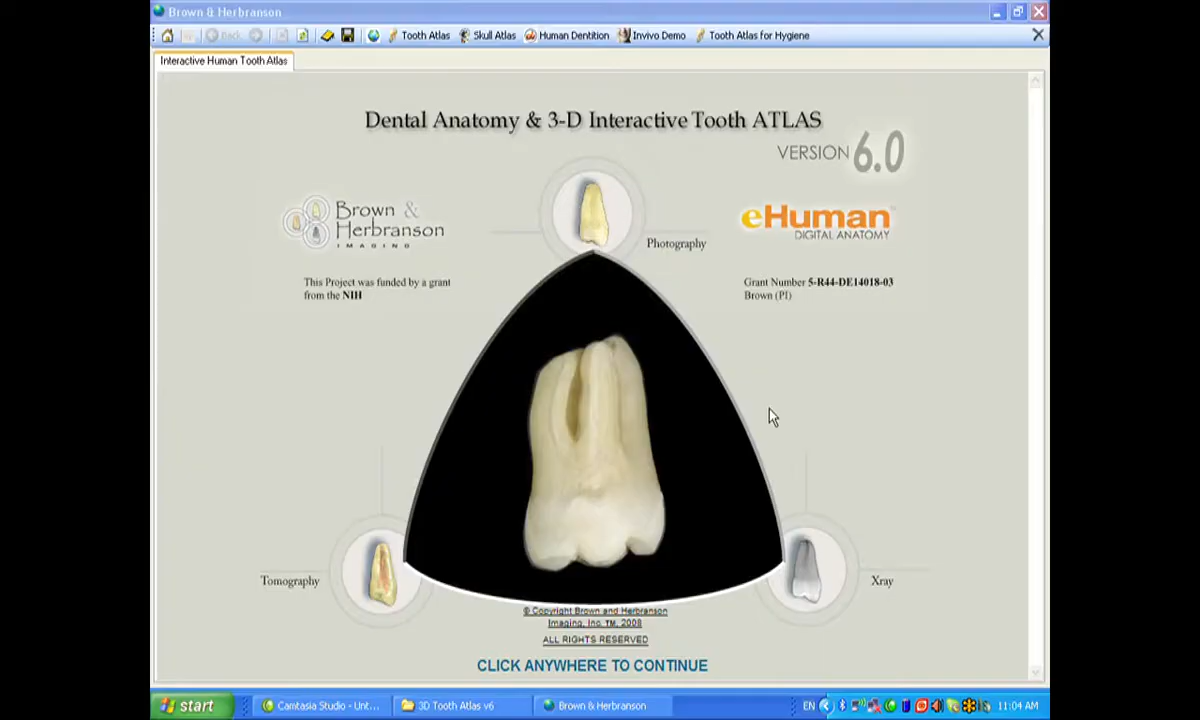 Brown & Herbranson
Back
Tooth Atlas
Skull Atlas
Human Dentition
Invivo Demo
Tooth Atlas for Hygiene
Interactive Human Tooth Atlas
Dental Anatomy & 3-D Interactive Tooth ATLAS
VERSION 6.0
Brown &
Herbranson
IMAGING
eHuman
DIGITAL ANATOMY
Photography
This Project was funded by a grant
from the NIH
Grant Number 5-R44-DE14018-03
Brown (PI)
Tomography
Xray
© Copyright Brown and Herbranson
Imaging, Inc. TM, 2008
ALL RIGHTS RESERVED
CLICK ANYWHERE TO CONTINUE
start
Camtasia Studio - Unt...
3D Tooth Atlas v6
Brown & Herbranson
EN
11:04 AM